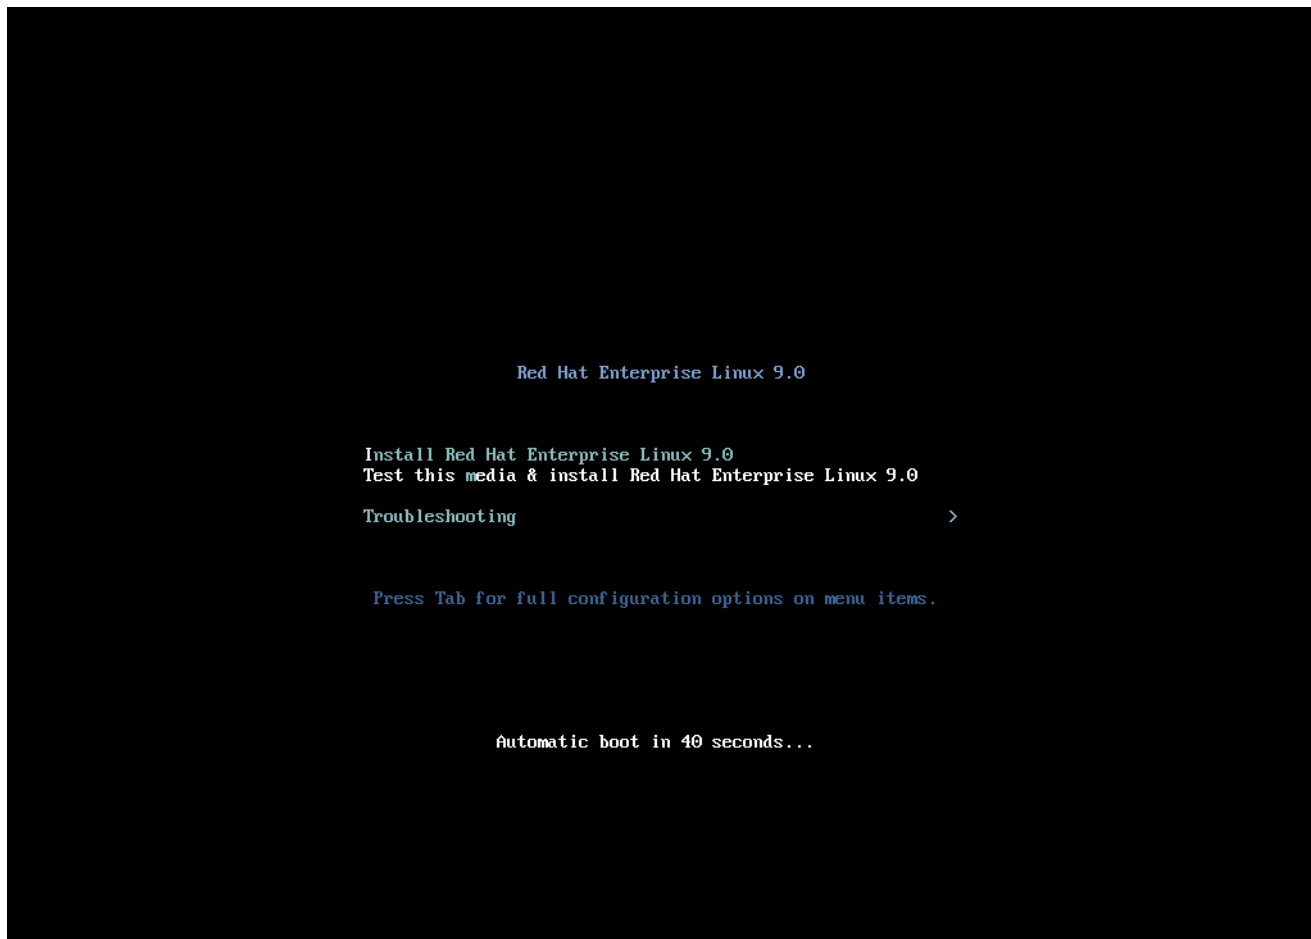 Red Hat Enterprise Linux 9.0
Install Red Hat Enterprise Linux 9.0
Test this media & install Red Hat Enterprise Linux 9.0
Troubleshooting >
Press Tab for full configuration options on menu items.
Automatic boot in 40 seconds...